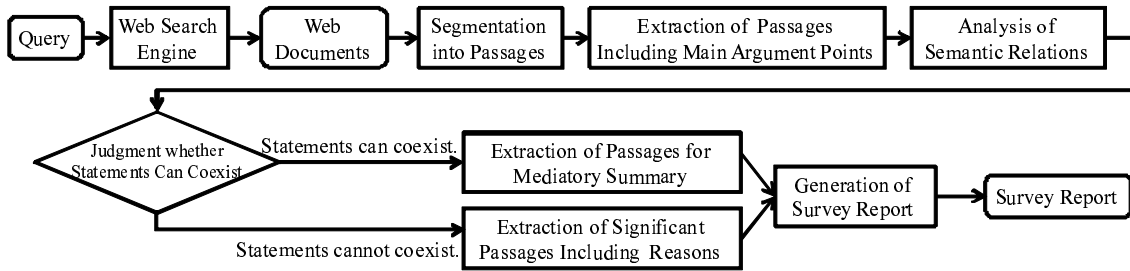 Query
Web Search
Engine
Web
Documents
Segmentation
into Passages
Extraction of Passages
Including Main Argument Points
Analysis of
Semantic Relations
Judgment whether
Statements Can Coexist
Statements can coexist.
Extraction of Passages for
Mediatory Summary
Statements cannot coexist.
Extraction of Significant
Passages Including Reasons
Generation of
Survey Report
Survey Report